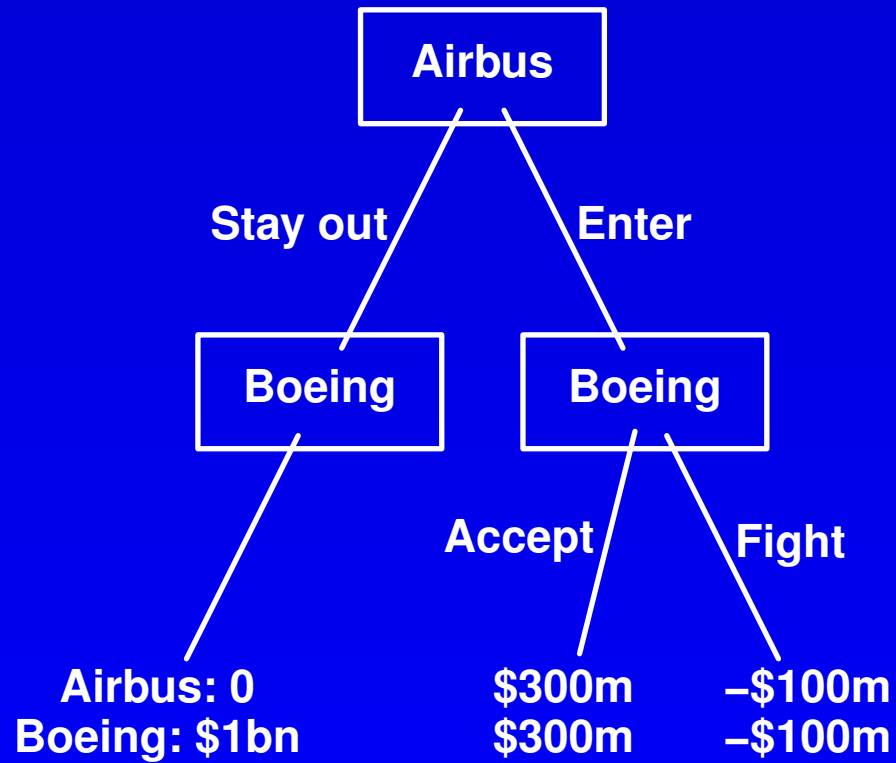 Airbus
Stay out Enter
Boeing Boeing
Accept Fight
Airbus: 0 $300m –$100m
Boeing: $1bn $300m –$100m